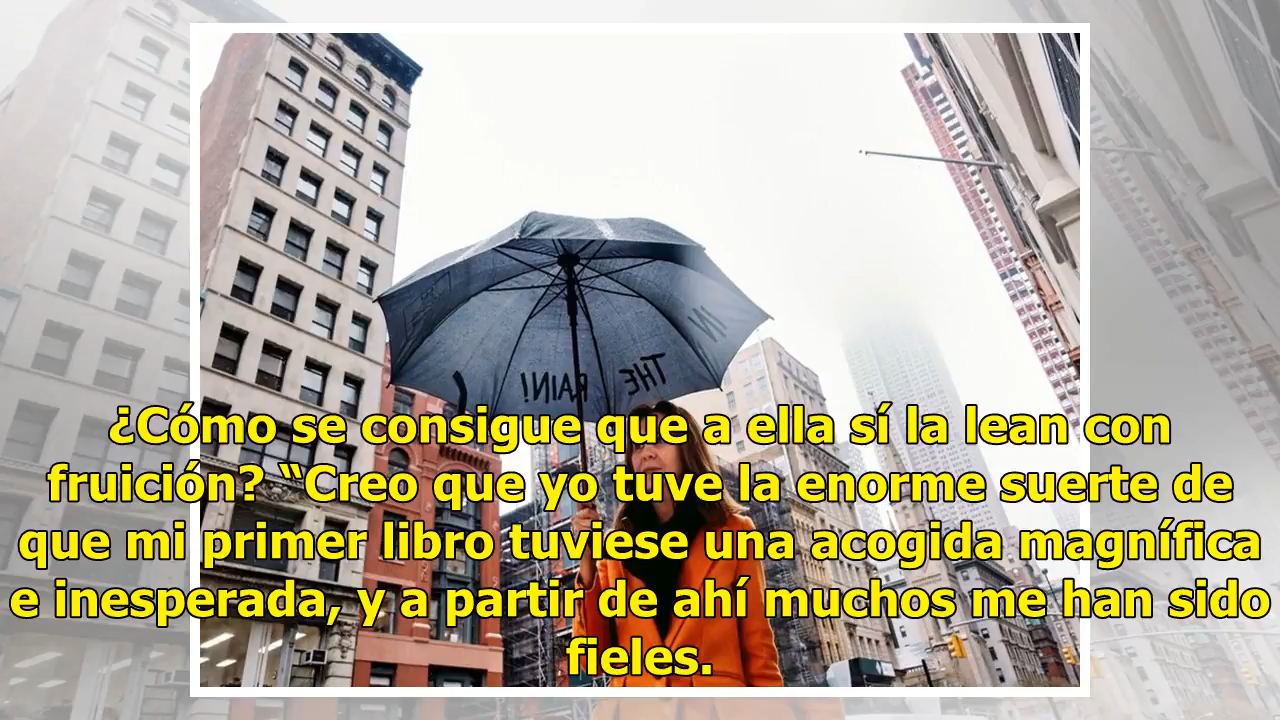 ¿Cómo se consigue que a ella sí la lean con
fruición? “Creo que yo tuve la enorme suerte de
que mi primer libro tuviese una acogida magnífica
e inesperada, y a partir de ahí muchos me han sido
fieles.
IN
THE
RAIN!